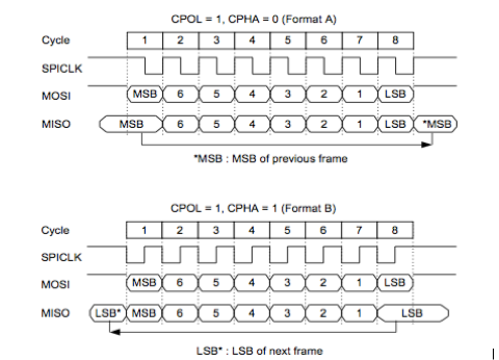 CPOL = 1, CPHA = 0 (Format A)
Cycle 1 2 3 4 5 6 7 8
SPICLK
MOSI MSB 6 5 4 3 2 1 LSB
MISO MSB 6 5 4 3 2 1 LSB *MSB
*MSB : MSB of previous frame
CPOL = 1, CPHA = 1 (Format B)
Cycle 1 2 3 4 5 6 7 8
SPICLK
MOSI MSB 6 5 4 3 2 1 LSB
MISO LSB* MSB 6 5 4 3 2 1 LSB
LSB* : LSB of next frame